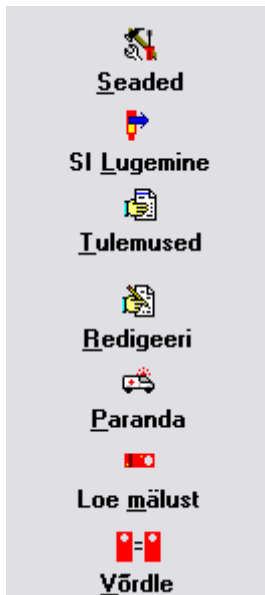 Seaded
SI Lugemine
Tulemused
Redigeeri
Paranda
Loe mälust
Võrdle